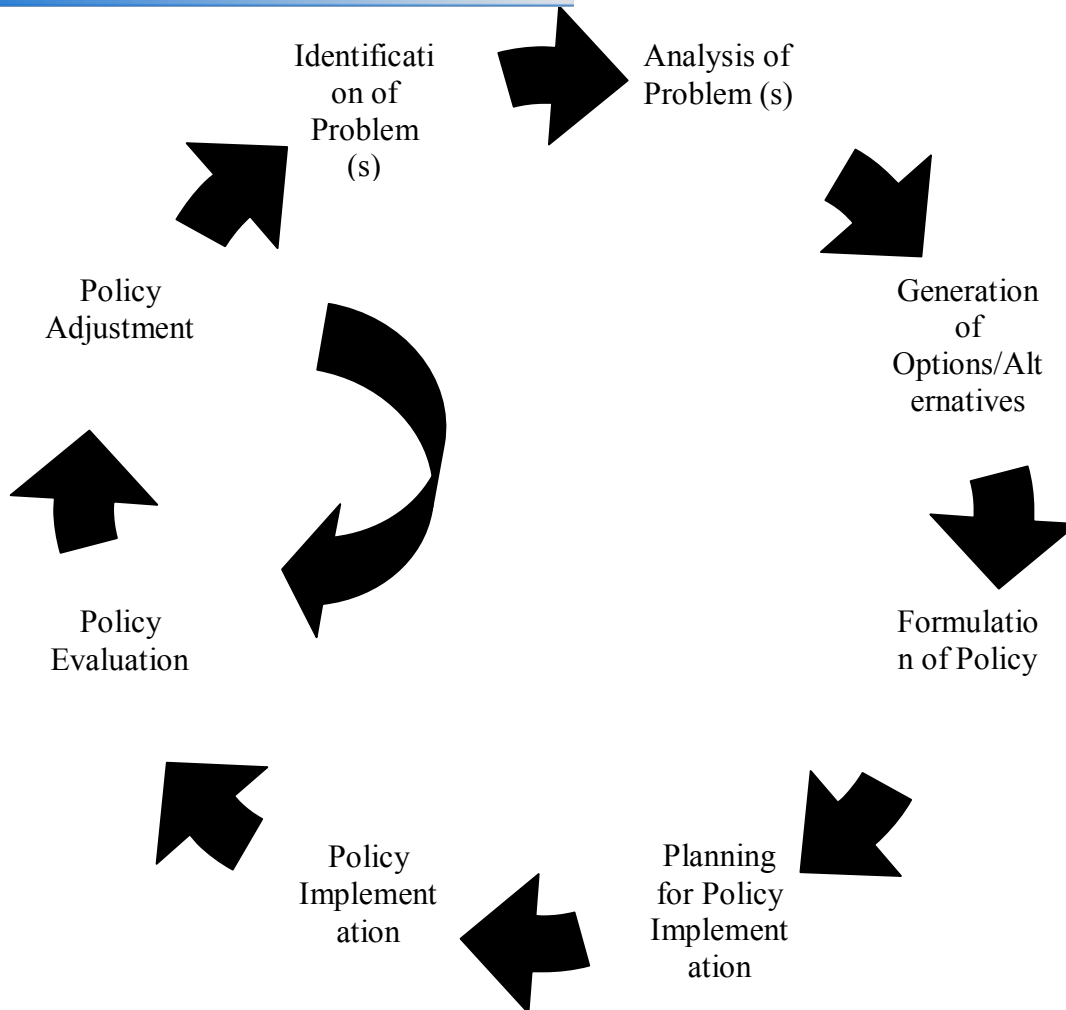 Identificati
on of
Problem
(s)
Analysis of
Problem (s)
Generation
of
Options/Alt
ernatives
Formulatio
n of Policy
Planning
for Policy
Implement
ation
Policy
Implement
ation
Policy
Evaluation
Policy
Adjustment